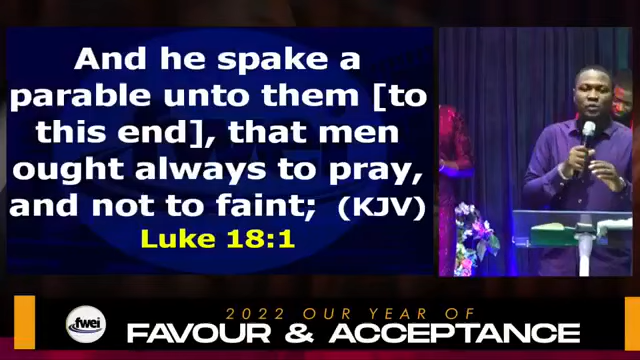 And he spake a
parable unto them [to
this end], that men
ought always to pray,
and not to faint; (KJV)
Luke 18:1
fwei
2022 OUR YEAR OF
FAVOUR & ACCEPTANCE